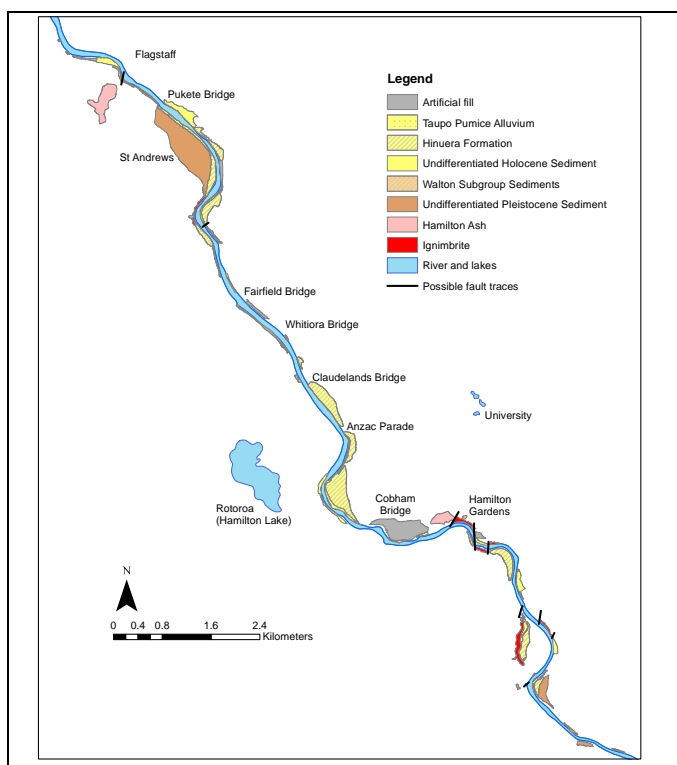 Flagstaff
Pukete Bridge
St Andrews
Legend
Artificial fill
Taupo Pumice Alluvium
Hinuera Formation
Undifferentiated Holocene Sediment
Walton Subgroup Sediments
Undifferentiated Pleistocene Sediment
Hamilton Ash
Ignimbrite
River and lakes
Possible fault traces
Fairfield Bridge
Whitiora Bridge
Claudelands Bridge
University
Anzac Parade
Rotoroa
(Hamilton Lake)
Cobham
Bridge
Hamilton
Gardens
N
0 0.4 0.8 1.6 2.4
Kilometers